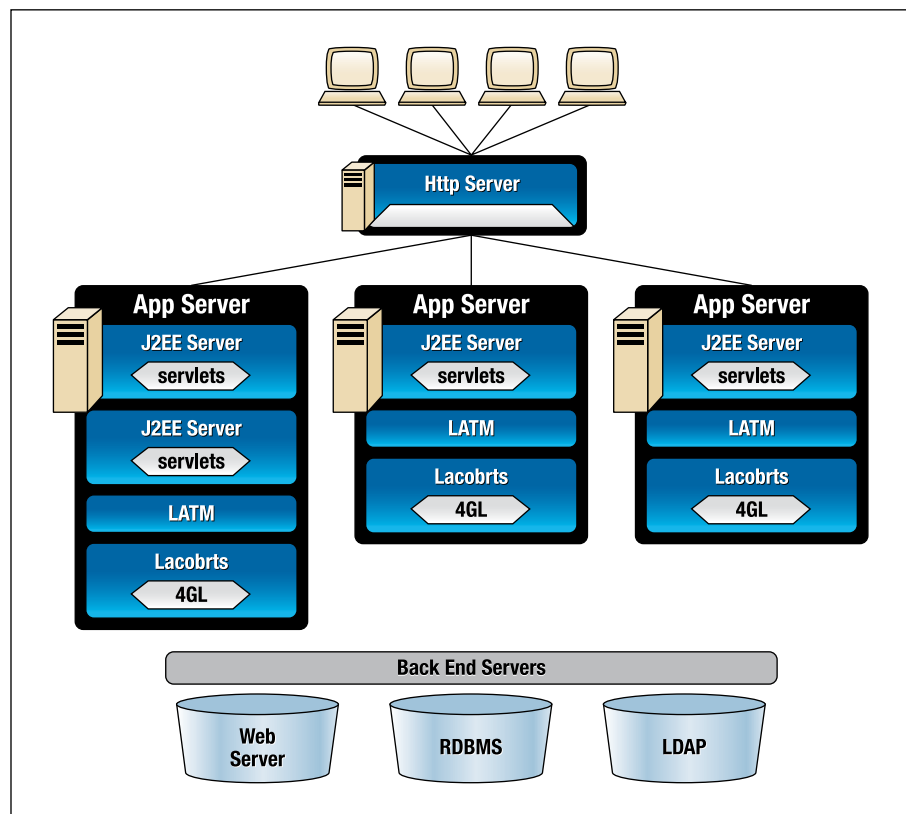 Http Server
App Server
J2EE Server
servlets
J2EE Server
servlets
LATM
Lacobrts
4GL
App Server
J2EE Server
servlets
LATM
Lacobrts
4GL
App Server
J2EE Server
servlets
LATM
Lacobrts
4GL
Back End Servers
Web
Server
RDBMS
LDAP